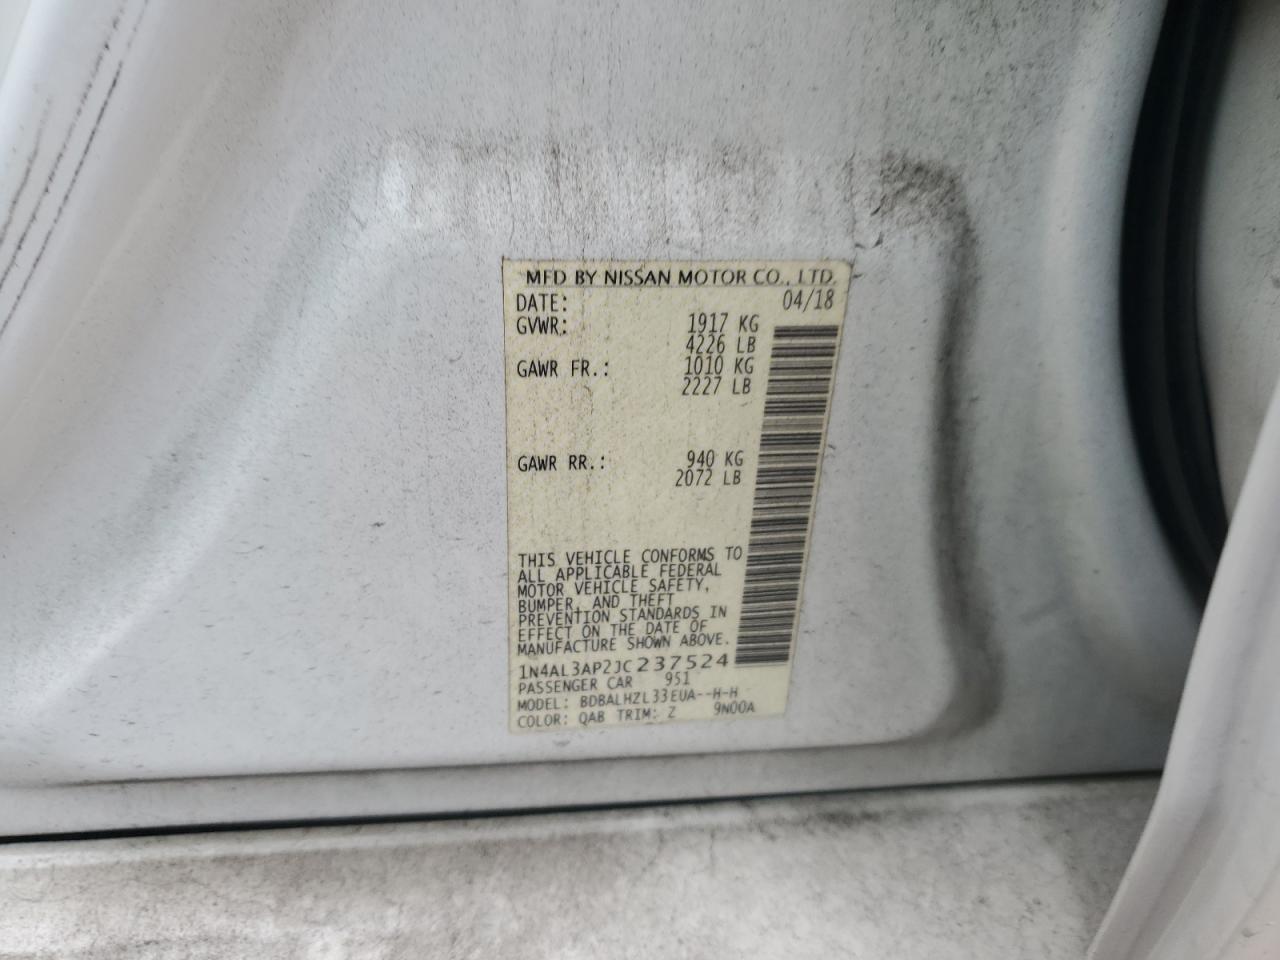 MFD BY NISSAN MOTOR CO., LTD.
DATE: 04/18
GVWR: 1917 KG
4226 LB
GAWR FR.: 1010 KG
2227 LB
GAWR RR.: 940 KG
2072 LB
THIS VEHICLE CONFORMS TO
ALL APPLICABLE FEDERAL
MOTOR VEHICLE SAFETY,
BUMPER, AND THEFT
PREVENTION STANDARDS IN
EFFECT ON THE DATE OF
MANUFACTURE SHOWN ABOVE.
1N4AL3AP2JC237524
PASSENGER CAR 951
MODEL: BDBALHZL33EUA--H-H
COLOR: QAB TRIM: Z 9N00A